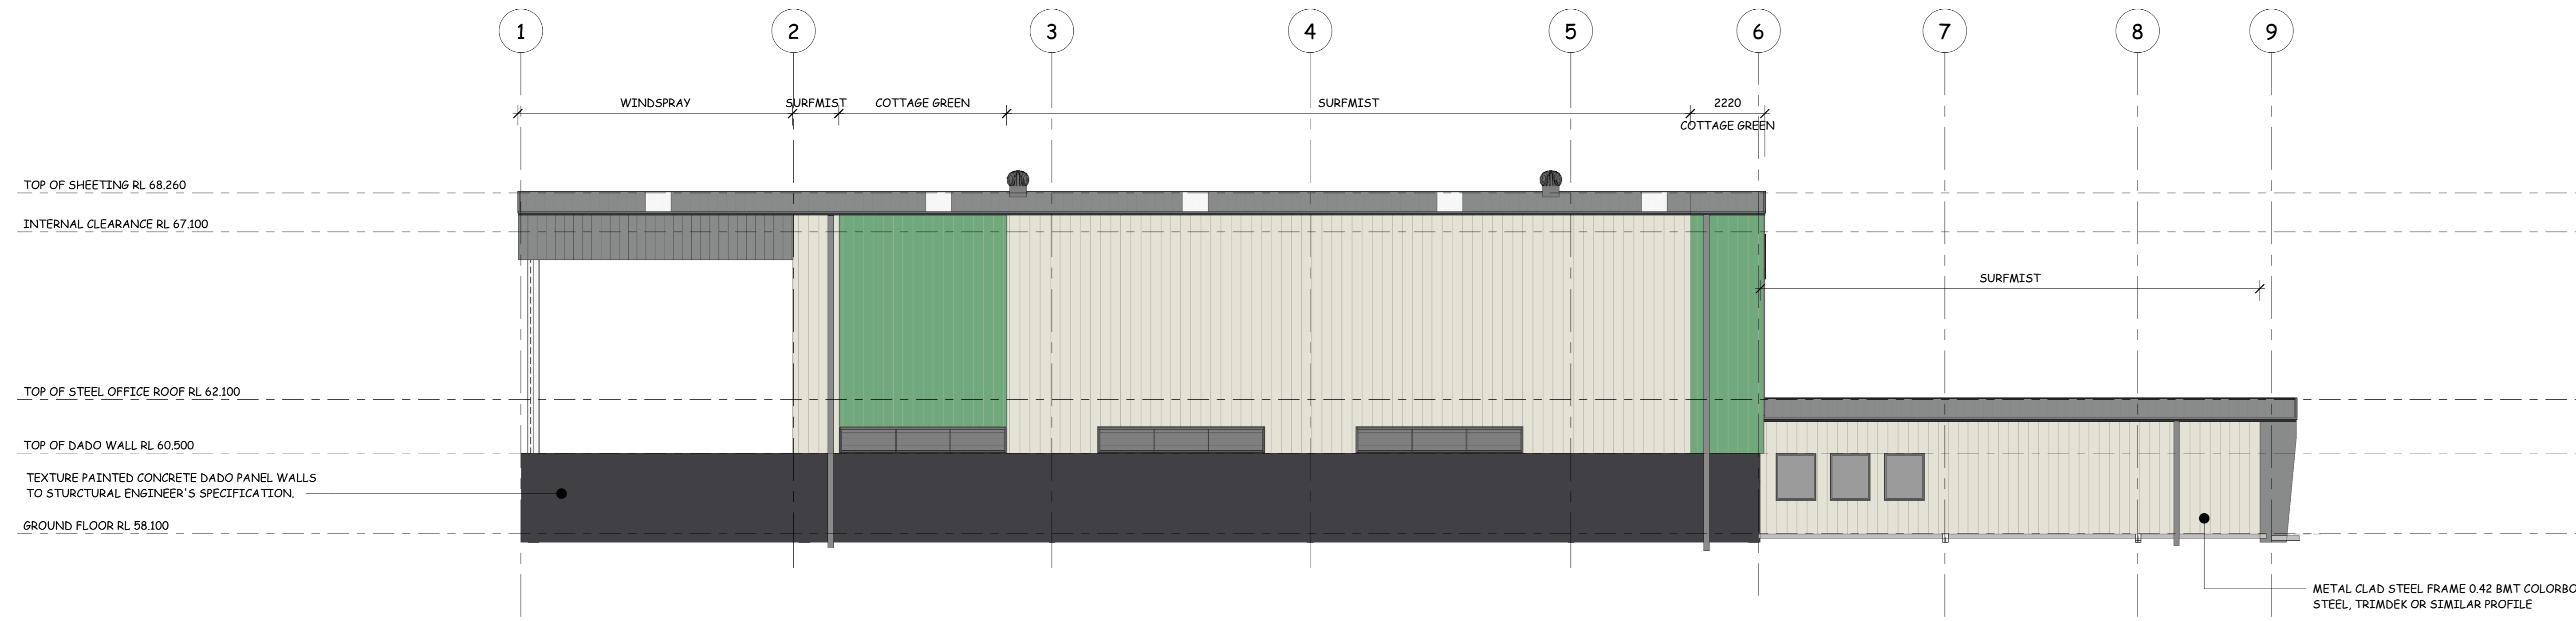 1 2 3 4 5 6 7 8 9
WINDSPRAY SURFMIST COTTAGE GREEN SURFMIST 2220
COTTAGE GREEN
TOP OF SHEETING RL 68.260
INTERNAL CLEARANCE RL 67.100
SURFMIST
TOP OF STEEL OFFICE ROOF RL 62.100
TOP OF DADO WALL RL 60.500
TEXTURE PAINTED CONCRETE DADO PANEL WALLS
TO STURCTURAL ENGINEER'S SPECIFICATION.
GROUND FLOOR RL 58.100
METAL CLAD STEEL FRAME 0.42 BMT COLORBO
STEEL, TRIMDEK OR SIMILAR PROFILE